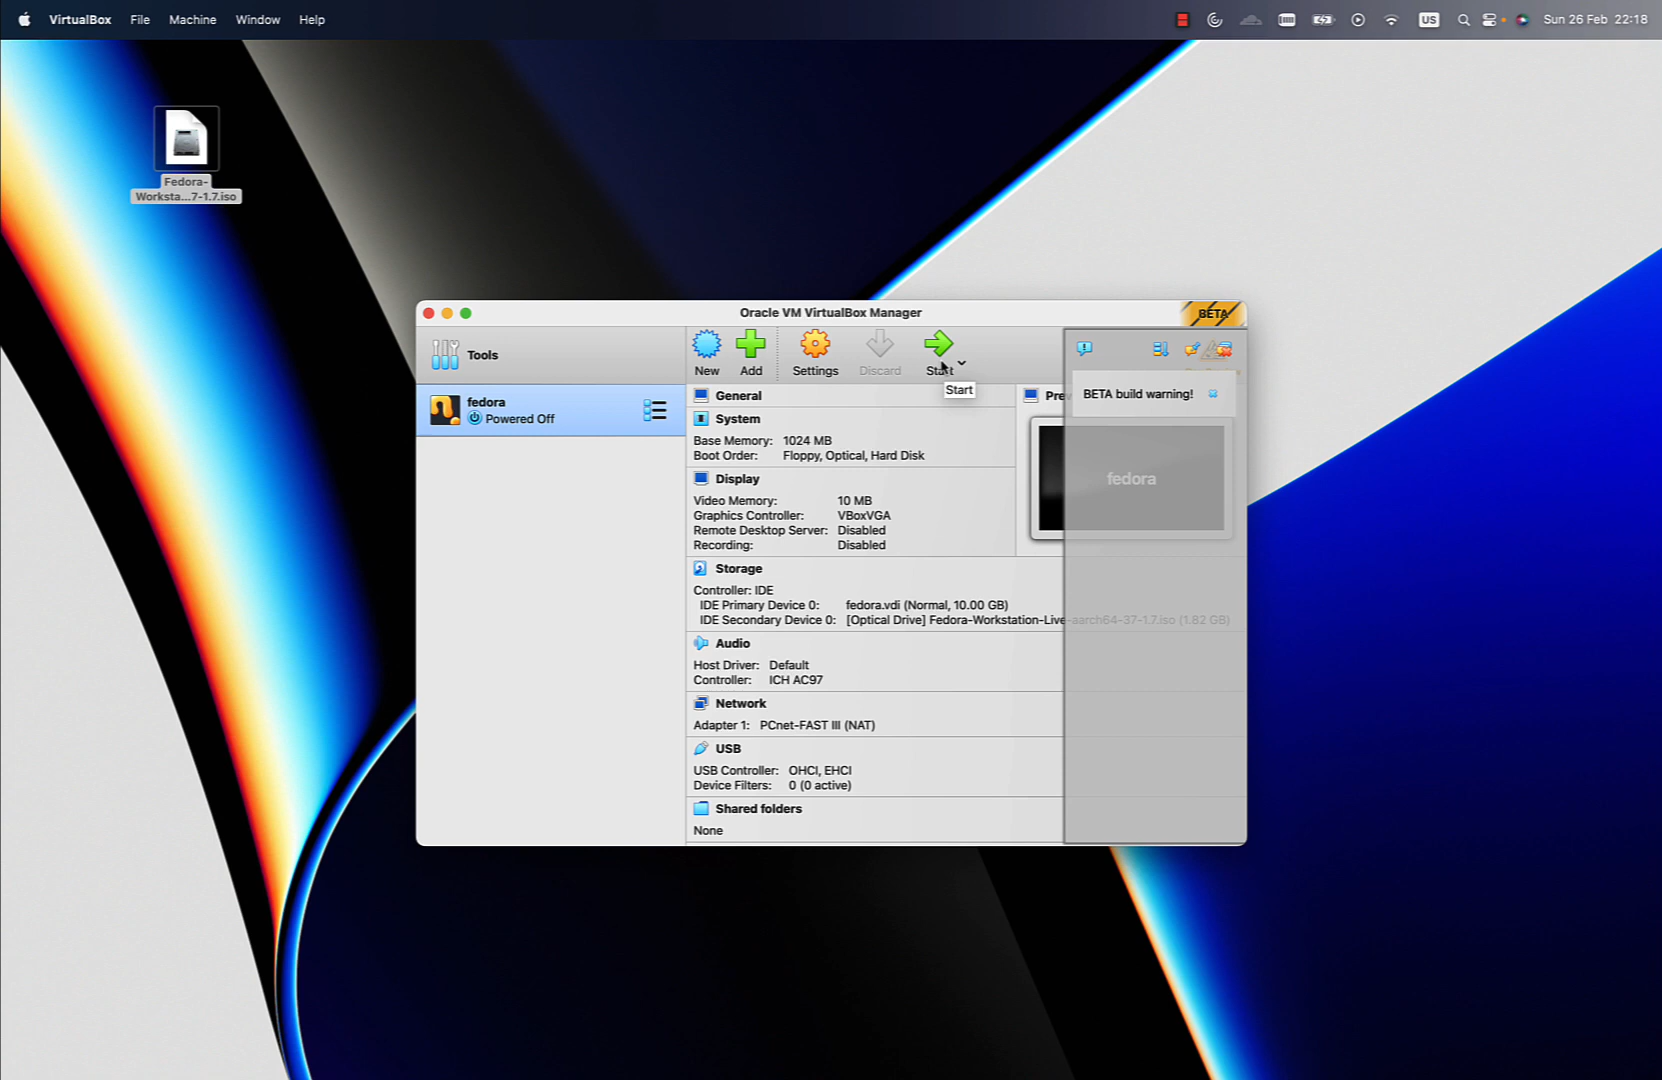 VirtualBox File Machine Window Help
US
Sun 26 Feb 22:18
Fedora-
Worksta...7-1.7.iso
Oracle VM VirtualBox Manager
BETA
Tools
New
Add
Settings
Discard
Start
Start
fedora
Powered Off
General
System
Base Memory: 1024 MB
Boot Order: Floppy, Optical, Hard Disk
Display
Video Memory: 10 MB
Graphics Controller: VBoxVGA
Remote Desktop Server: Disabled
Recording: Disabled
Storage
Controller: IDE
IDE Primary Device 0: fedora.vdi (Normal, 10.00 GB)
IDE Secondary Device 0: [Optical Drive] Fedora-Workstation-Live-aarch64-37-1.7.iso (1.82 GB)
Audio
Host Driver: Default
Controller: ICH AC97
Network
Adapter 1: PCnet-FAST III (NAT)
USB
USB Controller: OHCI, EHCI
Device Filters: 0 (0 active)
Shared folders
None
Pre
BETA build warning!
fedora